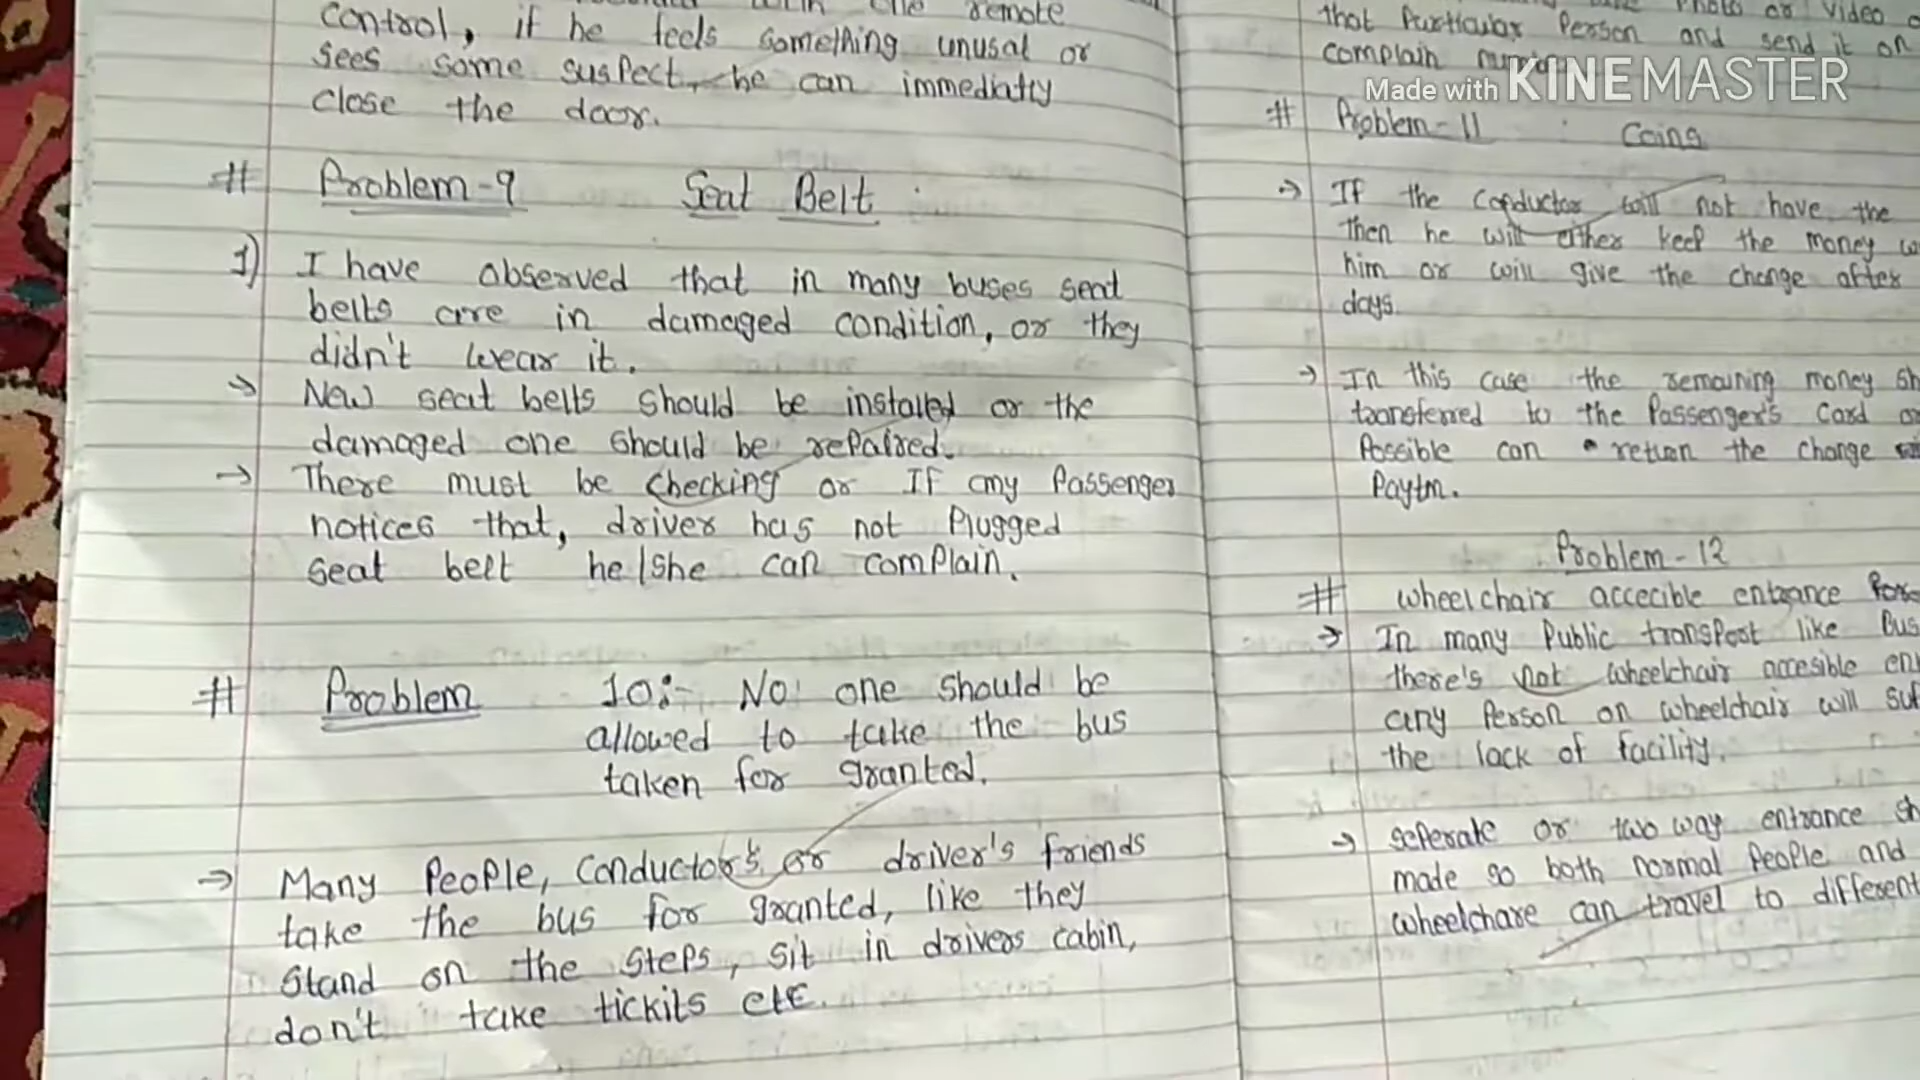 the remote
control, if he feels something unusal or
sees some suspect, he can immediatly
close the door.
# Problem-9 Seat Belt
1) I have observed that in many buses seat
belts are in damaged condition, or they
didn't wear it.
→ New seat belts should be installed or the
damaged one should be repaired.
→ There must be checking or If any Passenger
notices that, driver has not Plugged
seat belt he/she can complain.
# Problem 10:- No one should be
allowed to take the bus
taken for granted.
→ Many People, conductor's or driver's friends
take the bus for granted, like they
stand on the steps, sit in drivers cabin,
don't take tickits etc.
Photo or video
that Particular Person and send it on
complain
Made with KINEMASTER
# Problem-11 Coins
→ If the conductor will not have the
then he will either keep the money
him or will give the change after
days.
→ In this case the remaining money
transferred to the Passenger's Card
Possible can return the change
Paytm.
Problem-12
# wheelchair accecible entrance
→ In many Public transport like Bus
there's not wheelchair accesible
any Person on wheelchair will
the lack of facility.
→ seperate or two way entrance
made so both normal People and
wheelchare can travel to different